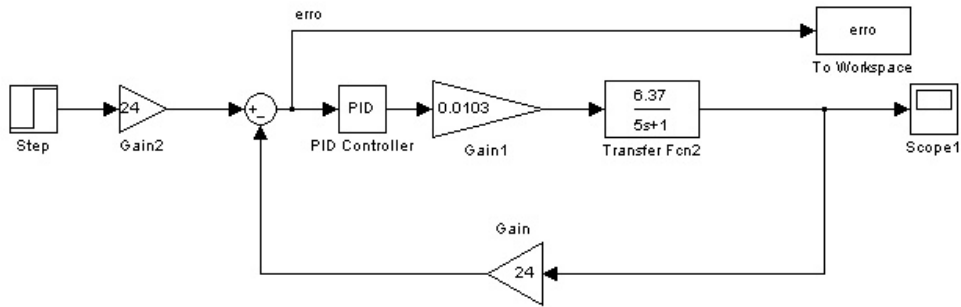 erro
erro
To Workspace
24
+
−
PID
0.0103
6.37
5s+1
Step
Gain2
PID Controller
Gain1
Transfer Fcn2
Scope1
Gain
24